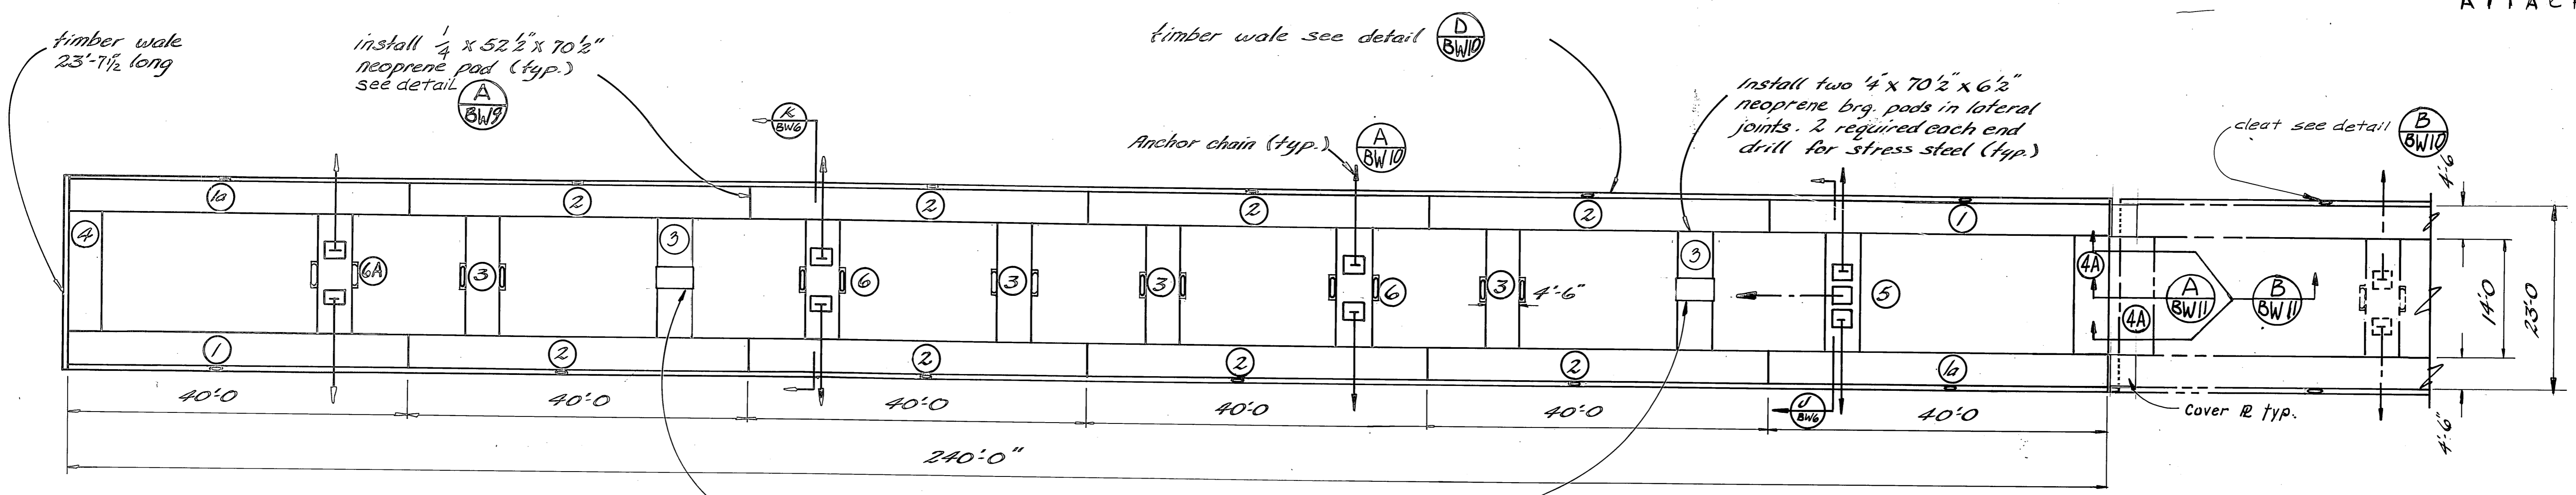 ATTAC
timber wale
23'-7½ long
install ¼ x 52½" x 70½"
neoprene pad (typ.)
see detail
A
BW9
K
BW6
timber wale see detail
D
BW10
Anchor chain (typ.)
A
BW10
Install two ¼" x 70½" x 6½"
neoprene brg. pads in lateral
joints. 2 required each end
drill for stress steel (typ.)
cleat see detail
B
BW10
4'-6"
1a
2
2
2
2
1
4
6A
3
3
6
3
3
6
3
4'-6"
3
5
4A
4A
A
BW11
B
BW11
14'-0
23'-0
1
2
2
2
2
1a
J
BW6
Cover ℞ typ.
4'-6"
40'-0
40'-0
40'-0
40'-0
40'-0
40'-0
240'-0"